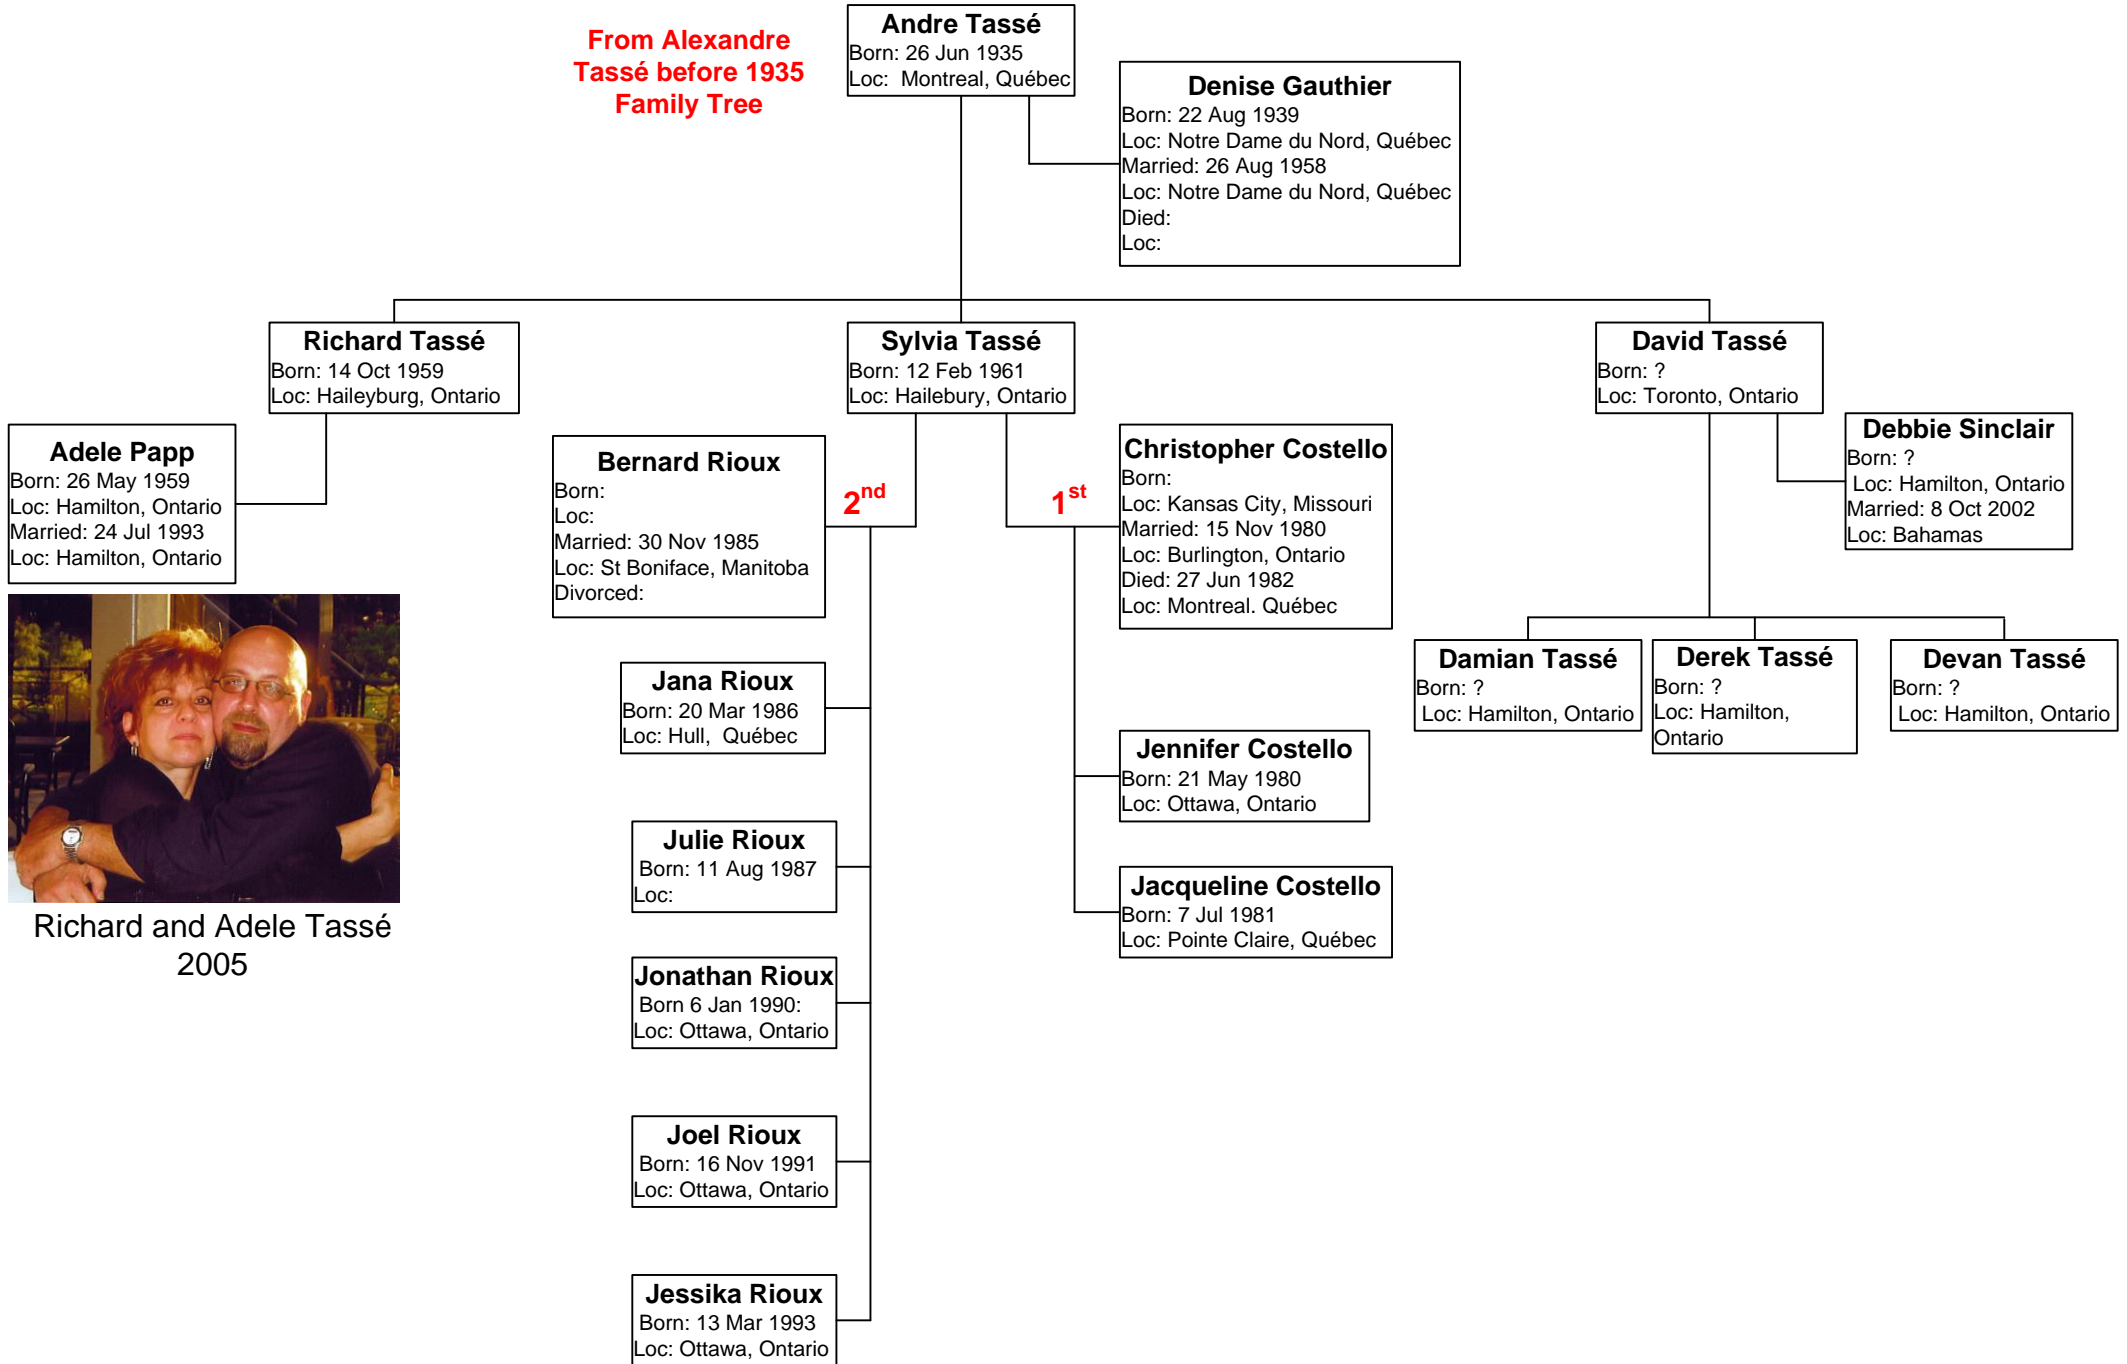 From Alexandre
Tassé before 1935
Family Tree
Andre Tassé
Born: 26 Jun 1935
Loc:  Montreal, Québec
Denise Gauthier
Born: 22 Aug 1939
Loc: Notre Dame du Nord, Québec
Married: 26 Aug 1958
Loc: Notre Dame du Nord, Québec
Died:
Loc:
Richard Tassé
Born: 14 Oct 1959
Loc: Haileyburg, Ontario
Sylvia Tassé
Born: 12 Feb 1961
Loc: Hailebury, Ontario
David Tassé
Born: ?
Loc: Toronto, Ontario
Adele Papp
Born: 26 May 1959
Loc: Hamilton, Ontario
Married: 24 Jul 1993
Loc: Hamilton, Ontario
Bernard Rioux
Born:
Loc:
Married: 30 Nov 1985
Loc: St Boniface, Manitoba
Divorced:
2nd
1st
Christopher Costello
Born:
Loc: Kansas City, Missouri
Married: 15 Nov 1980
Loc: Burlington, Ontario
Died: 27 Jun 1982
Loc: Montreal. Québec
Debbie Sinclair
Born: ?
Loc: Hamilton, Ontario
Married: 8 Oct 2002
Loc: Bahamas
Damian Tassé
Born: ?
Loc: Hamilton, Ontario
Derek Tassé
Born: ?
Loc: Hamilton,
Ontario
Devan Tassé
Born: ?
Loc: Hamilton, Ontario
Jana Rioux
Born: 20 Mar 1986
Loc: Hull,  Québec
Jennifer Costello
Born: 21 May 1980
Loc: Ottawa, Ontario
Julie Rioux
Born: 11 Aug 1987
Loc:
Jacqueline Costello
Born: 7 Jul 1981
Loc: Pointe Claire, Québec
Richard and Adele Tassé
2005
Jonathan Rioux
Born 6 Jan 1990:
Loc: Ottawa, Ontario
Joel Rioux
Born: 16 Nov 1991
Loc: Ottawa, Ontario
Jessika Rioux
Born: 13 Mar 1993
Loc: Ottawa, Ontario